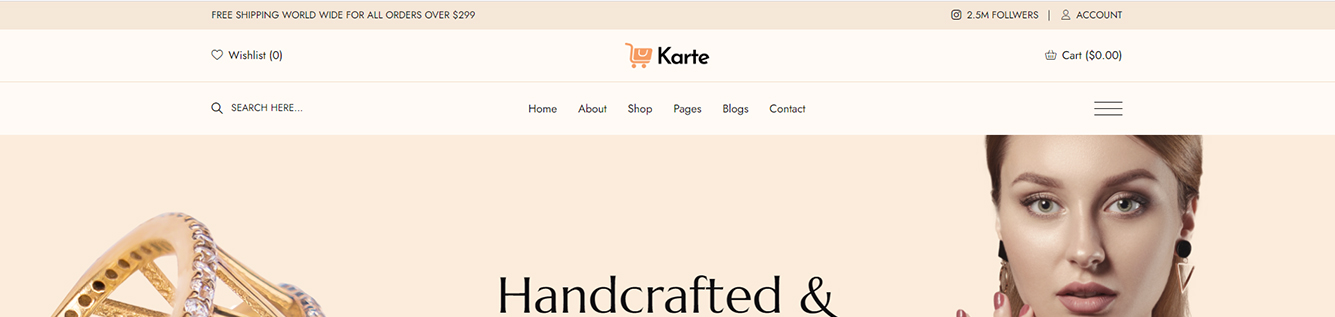 FREE SHIPPING WORLD WIDE FOR ALL ORDERS OVER $299
2.5M FOLLWERS | ACCOUNT
Wishlist (0)
Karte
Cart ($0.00)
SEARCH HERE...
Home About Shop Pages Blogs Contact
Handcrafted &